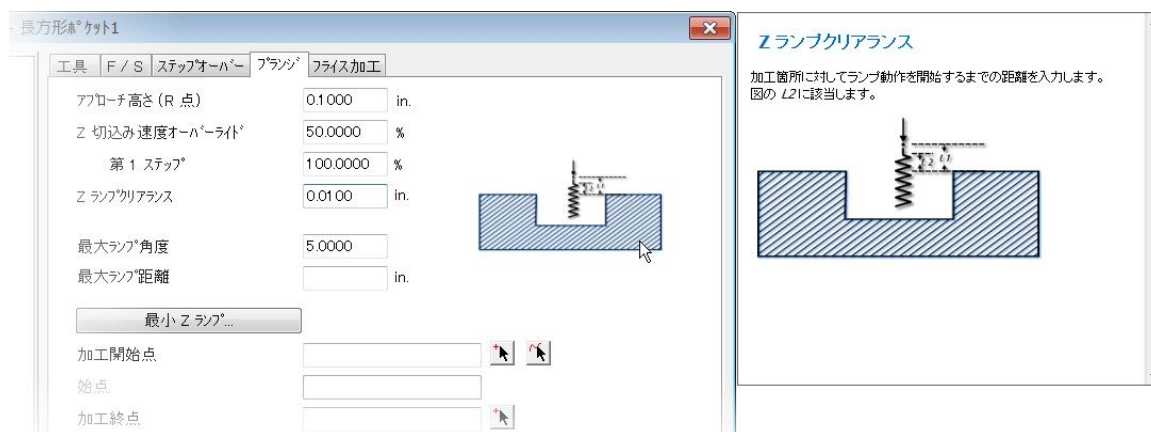 長方形ﾎﾟｹｯﾄ1
工具 F / S ｽﾃｯﾌﾟｵｰﾊﾞｰ ﾌﾟﾗﾝｼﾞ ﾌﾗｲｽ加工
ｱﾌﾟﾛｰﾁ高さ (R 点) 0.1000 in.
Z 切込み速度ｵｰﾊﾞｰﾗｲﾄﾞ 50.0000 %
第 1 ｽﾃｯﾌﾟ 100.0000 %
Z ﾗﾝﾌﾟｸﾘｱﾗﾝｽ 0.0100 in.
最大ﾗﾝﾌﾟ角度 5.0000
最大ﾗﾝﾌﾟ距離 in.
最小 Z ﾗﾝﾌﾟ...
加工開始点
始点
加工終点
Z ランプクリアランス
加工箇所に対してランプ動作を開始するまでの距離を入力します。
図の L2に該当します。
L2 L1